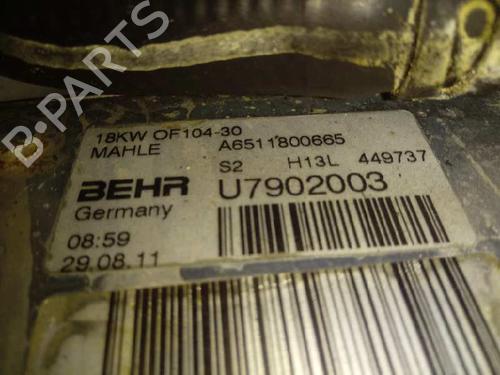 18KW OF104-30
MAHLE A6511800665
S2 H13L 449737
BEHR U7902003
Germany
08:59
29.08.11
B-PARTS